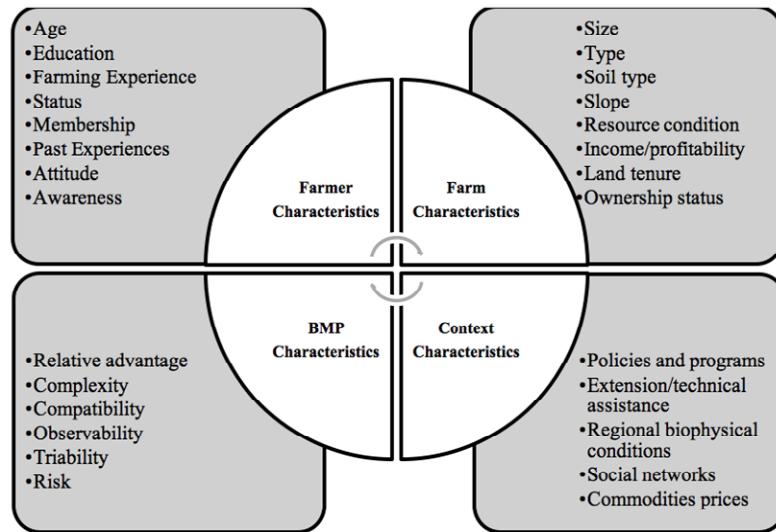 •Age
•Education
•Farming Experience
•Status
•Membership
•Past Experiences
•Attitude
•Awareness
•Size
•Type
•Soil type
•Slope
•Resource condition
•Income/profitability
•Land tenure
•Ownership status
Farmer
Characteristics
Farm
Characteristics
BMP
Characteristics
Context
Characteristics
•Relative advantage
•Complexity
•Compatibility
•Observability
•Triability
•Risk
•Policies and programs
•Extension/technical
assistance
•Regional biophysical
conditions
•Social networks
•Commodities prices